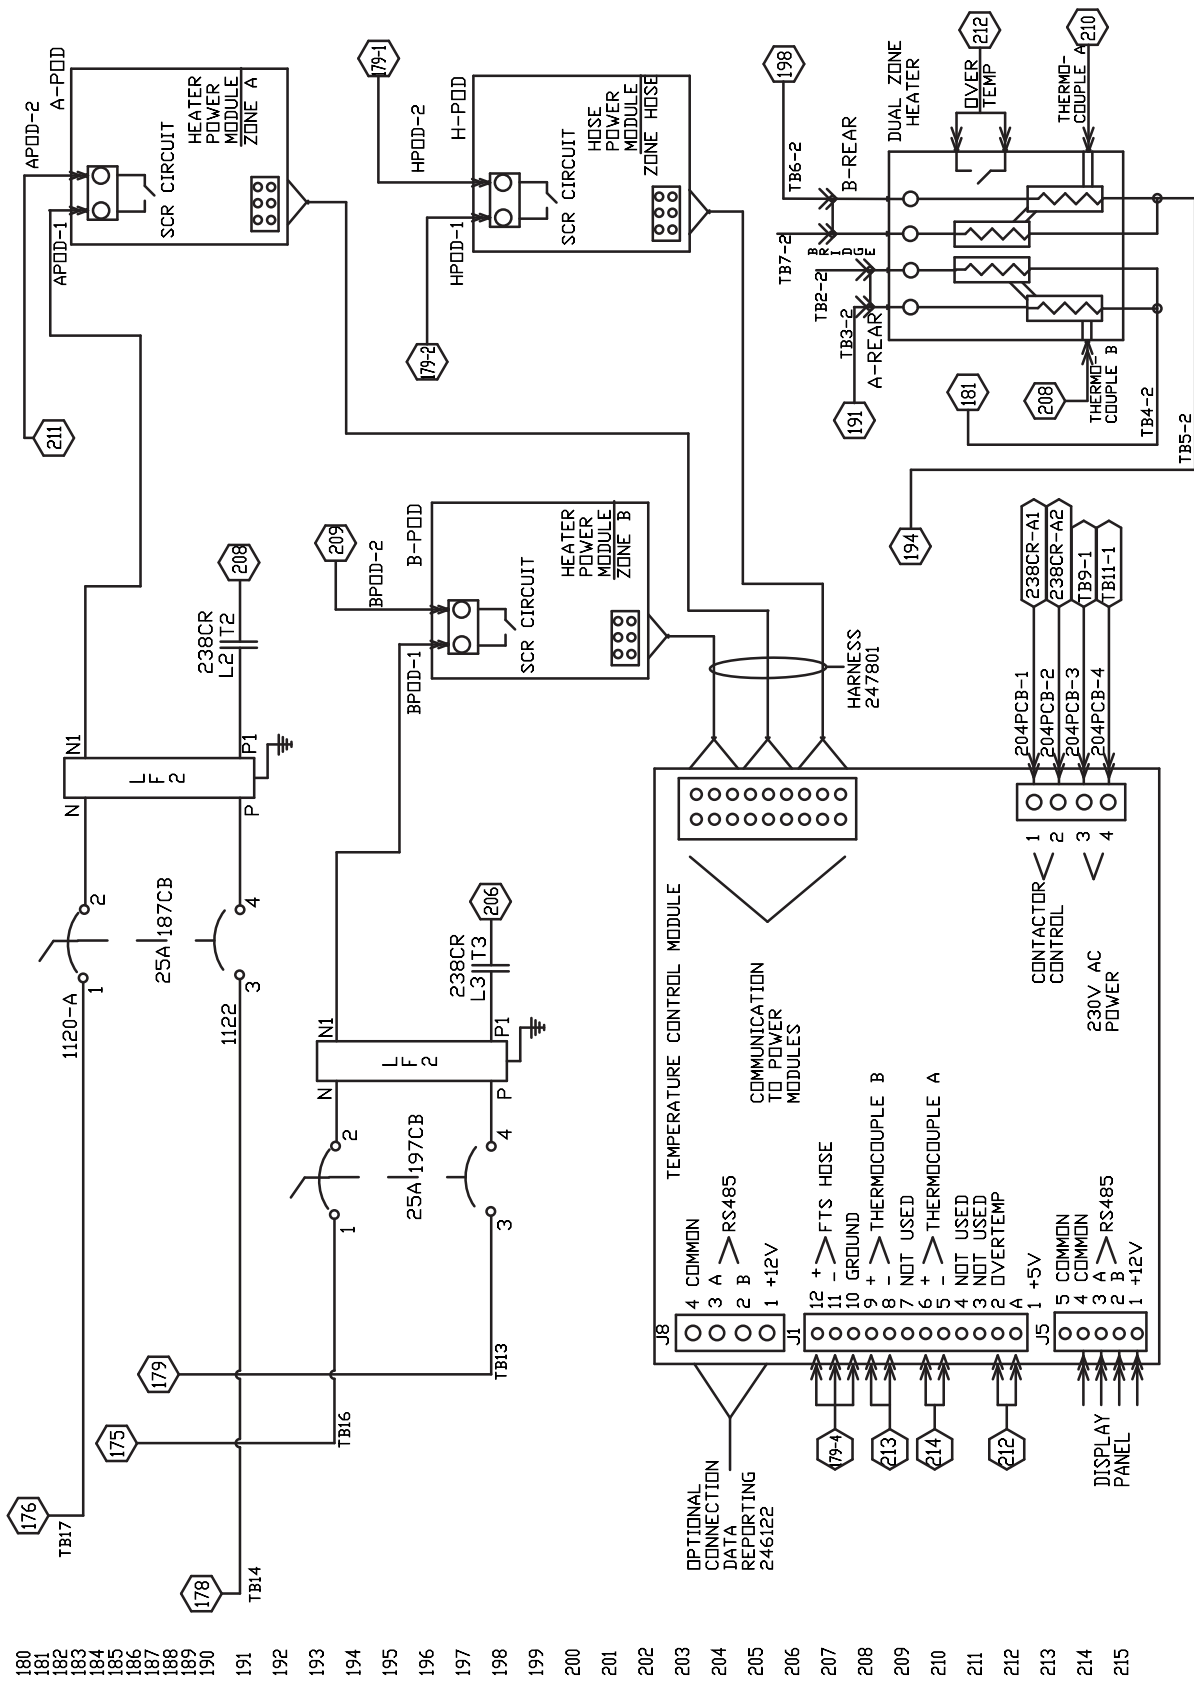 180
181
182
183
184
185
186
187
188
189
190
191
192
193
194
195
196
197
198
199
200
201
202
203
204
205
206
207
208
209
210
211
212
213
214
215
176
TB17
178
TB14
175
TB16
179
TB13
1120-A
1
2
25A 187CB
1122
3
4
N
N1
LF2
P
P1
238CR
L2 T2
208
1
2
25A 197CB
3
4
N
N1
LF2
P
P1
238CR
L3 T3
206
211
APOD-2
APOD-1
A-POD
SCR CIRCUIT
HEATER
POWER
MODULE
ZONE A
209
BPOD-2
BPOD-1
B-POD
SCR CIRCUIT
HEATER
POWER
MODULE
ZONE B
179-1
179-2
HPOD-2
HPOD-1
H-POD
SCR CIRCUIT
HOSE
POWER
MODULE
ZONE HOSE
HARNESS
247801
198
TB6-2
TB7-2
BRIDGE
TB2-2
TB3-2
B-REAR
A-REAR
191
DUAL ZONE
HEATER
OVER
TEMP
212
THERMO-
COUPLE A
210
THERMO-
COUPLE B
208
181
TB4-2
TB5-2
194
TEMPERATURE CONTROL MODULE
COMMUNICATION
TO POWER
MODULES
J8
4 COMMON
3 A
2 B
RS485
1 +12V
OPTIONAL
CONNECTION
DATA
REPORTING
246122
J1
12 +
11 -
FTS HOSE
10 GROUND
9 +
8 -
THERMOCOUPLE B
7 NOT USED
6 +
5 -
THERMOCOUPLE A
4 NOT USED
3 NOT USED
2 OVERTEMP
A
1 +5V
179-4
213
214
212
J5
5 COMMON
4 COMMON
3 A
2 B
RS485
1 +12V
DISPLAY
PANEL
CONTACTOR
CONTROL
1
2
3
4
230V AC
POWER
204PCB-1
204PCB-2
204PCB-3
204PCB-4
238CR-A1
238CR-A2
TB9-1
TB11-1